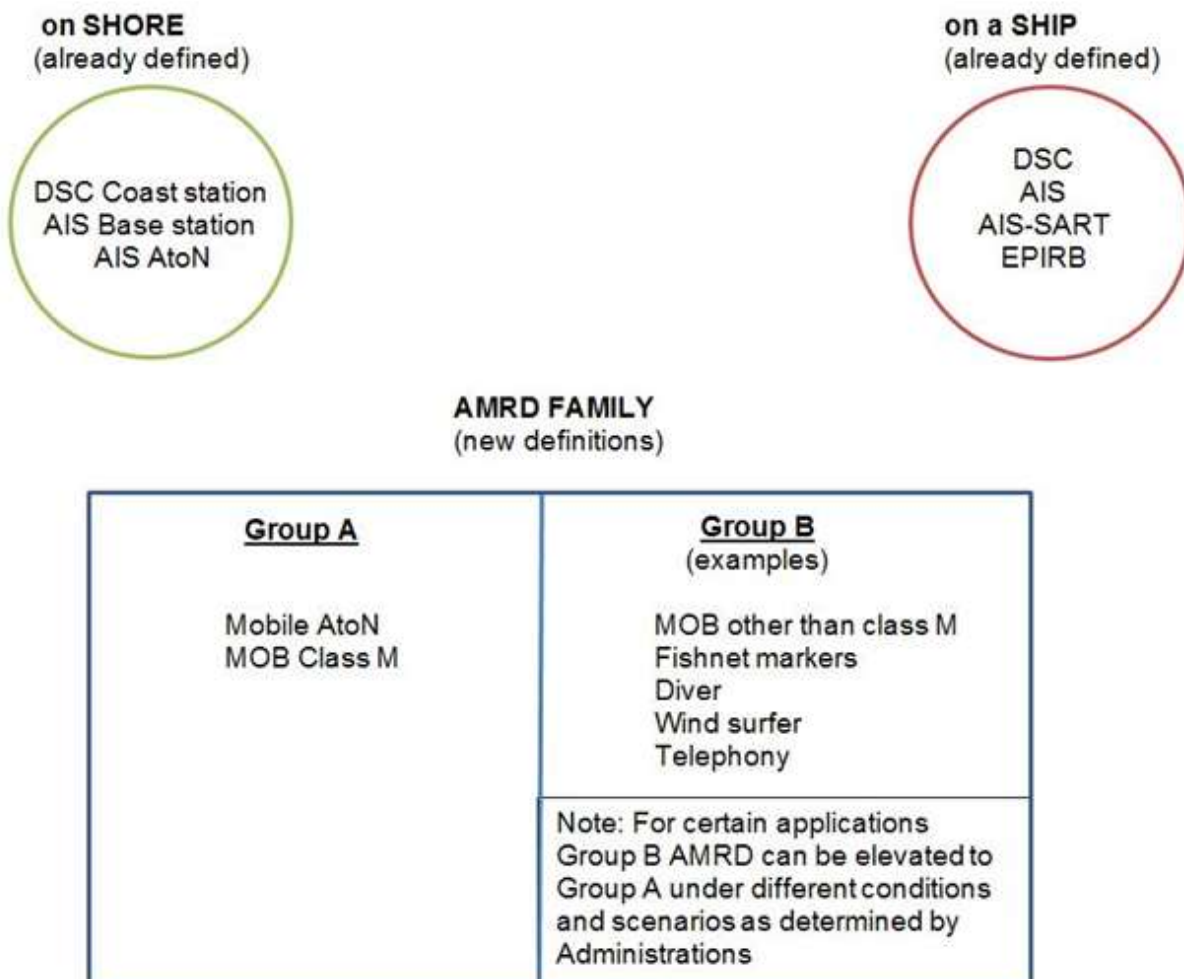 on SHORE
(already defined)
DSC Coast station
AIS Base station
AIS AtoN
on a SHIP
(already defined)
DSC
AIS
AIS-SART
EPIRB
AMRD FAMILY
(new definitions)
Group A
Mobile AtoN
MOB Class M
Group B
(examples)
MOB other than class M
Fishnet markers
Diver
Wind surfer
Telephony
Note: For certain applications
Group B AMRD can be elevated to
Group A under different conditions
and scenarios as determined by
Administrations